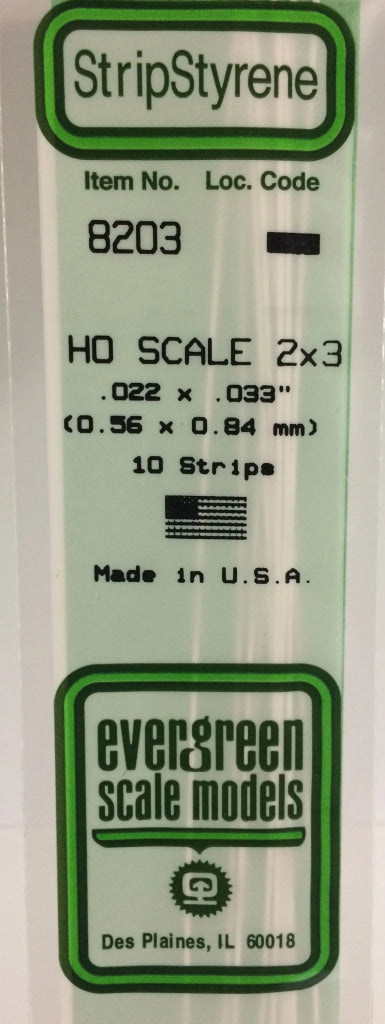 StripStyrene
Item No. Loc. Code
8203
HO SCALE 2x3
.022 x .033"
(0.56 x 0.84 mm)
10 Strips
Made in U.S.A.
evergreen
scale models
Des Plaines, IL 60018